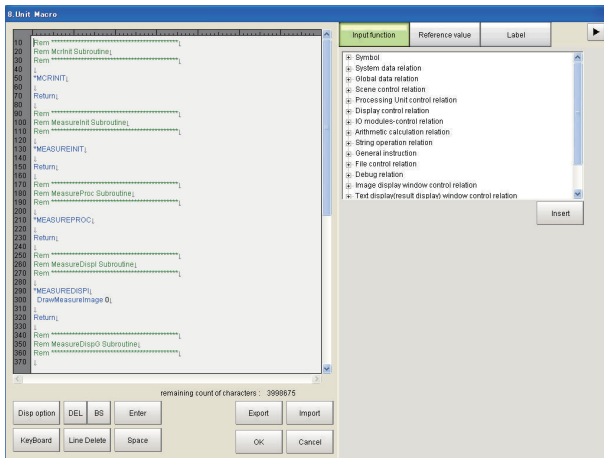 8.Unit Macro
Input function
Reference value
Label
10 Rem ******************************************↓
20 Rem McrInit Subroutine↓
30 Rem ******************************************↓
40 ↓
50 *MCRINIT↓
60 ↓
70 Return↓
80 ↓
90 Rem ******************************************↓
100 Rem MeasureInit Subroutine↓
110 Rem ******************************************↓
120 ↓
130 *MEASUREINIT↓
140 ↓
150 Return↓
160 ↓
170 Rem ******************************************↓
180 Rem MeasureProc Subroutine↓
190 Rem ******************************************↓
200 ↓
210 *MEASUREPROC↓
220 ↓
230 Return↓
240 ↓
250 Rem ******************************************↓
260 Rem MeasureDispI Subroutine↓
270 Rem ******************************************↓
280 ↓
290 *MEASUREDISPI↓
300 DrawMeasureImage 0↓
310 ↓
320 Return↓
330 ↓
340 Rem ******************************************↓
350 Rem MeasureDispG Subroutine↓
360 Rem ******************************************↓
370 ↓
Symbol
System data relation
Global data relation
Scene control relation
Processing Unit control relation
Display control relation
IO modules-control relation
Arithmetic calculation relation
String operation relation
General instruction
File control relation
Debug relation
Image display window control relation
Text display(result display) window control relation
Insert
remaining count of characters : 3998675
Disp option
DEL
BS
Enter
Export
Import
KeyBoard
Line Delete
Space
OK
Cancel